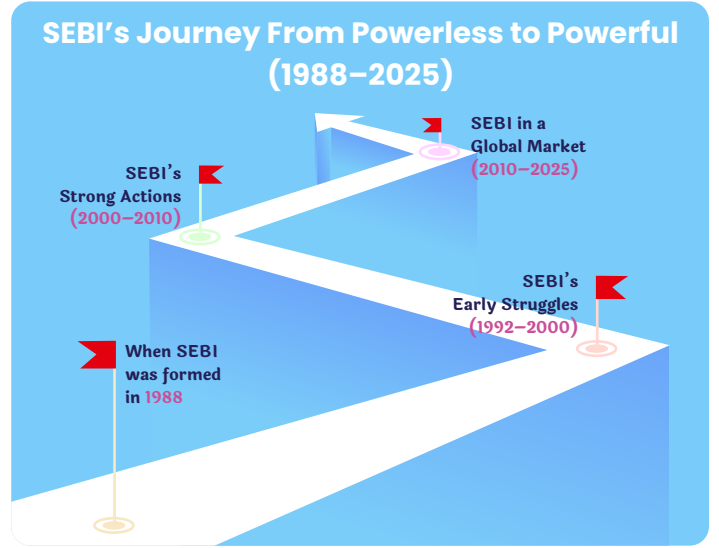 SEBI's Journey From Powerless to Powerful
(1988–2025)
SEBI in a
Global Market
(2010–2025)
SEBI's
Strong Actions
(2000–2010)
SEBI's
Early Struggles
(1992–2000)
When SEBI
was formed
in 1988